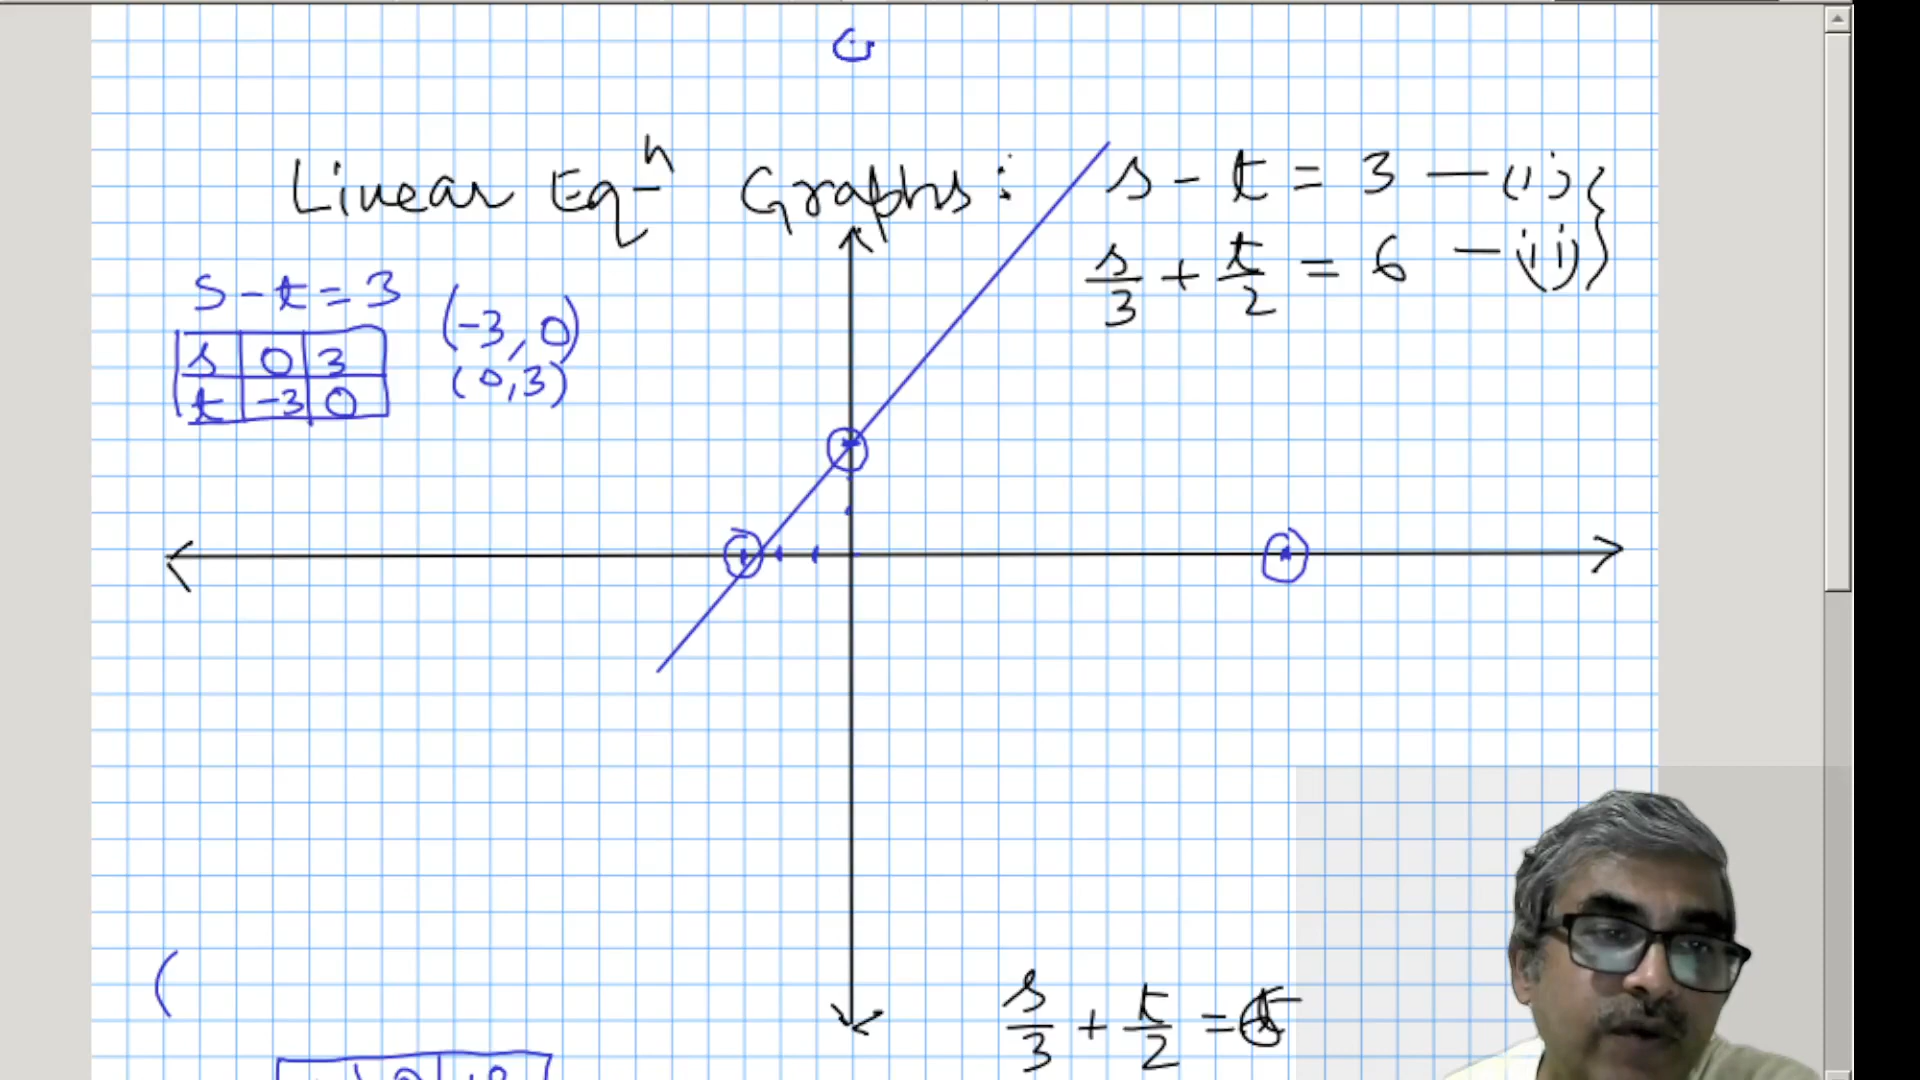 Linear Eqⁿ Graphs:
s - t = 3 — (i)
s/3 + t/2 = 6 — (ii)
s - t = 3
s 0 3
t -3 0
(-3, 0)
(0, 3)
s/3 + t/2 =
(